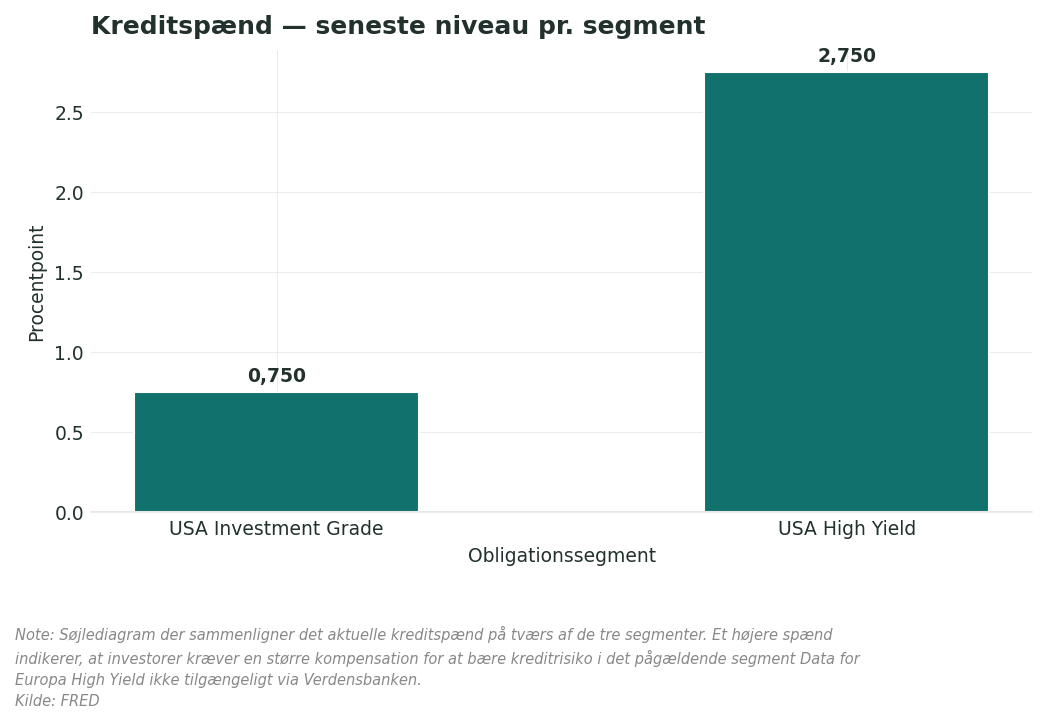 Kreditspænd — seneste niveau pr. segment
2,750
2.5
2.0
1.5
1.0
0.5
0.0
Procentpoint
0,750
USA Investment Grade
USA High Yield
Obligationssegment
Note: Søjlediagram der sammenligner det aktuelle kreditspænd på tværs af de tre segmenter. Et højere spænd
indikerer, at investorer kræver en større kompensation for at bære kreditrisiko i det pågældende segment Data for
Europa High Yield ikke tilgængeligt via Verdensbanken.
Kilde: FRED